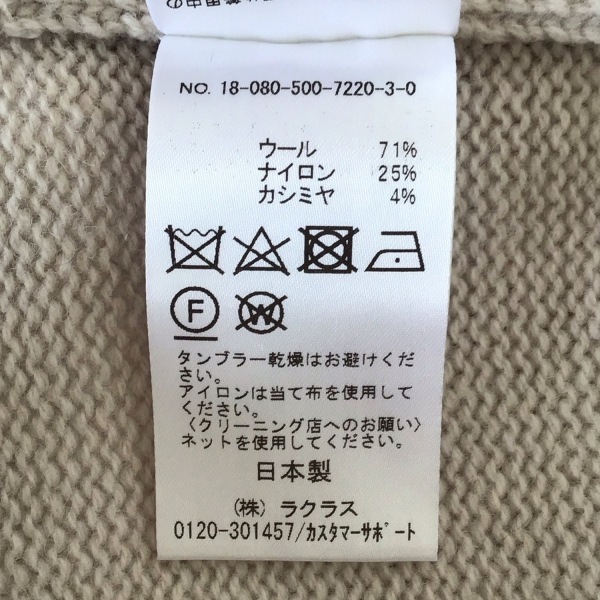 NO. 18-080-500-7220-3-0
ウール 71%
ナイロン 25%
カシミヤ 4%
F
W
タンブラー乾燥はお避けくだ
さい。
アイロンは当て布を使用して
ください。
〈クリーニング店へのお願い〉
ネットを使用してください。
日本製
(株) ラクラス
0120-301457/カスタマーサポート